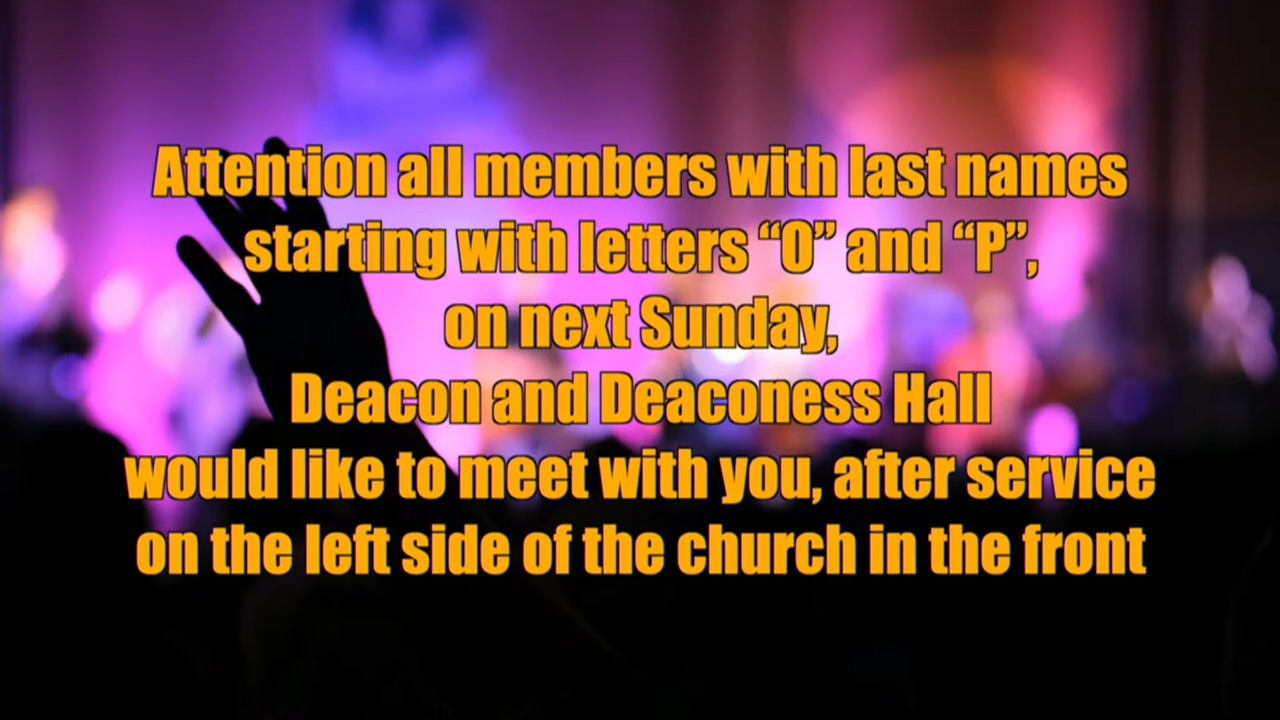 Attention all members with last names
starting with letters “O” and “P”,
on next Sunday,
Deacon and Deaconess Hall
would like to meet with you, after service
on the left side of the church in the front